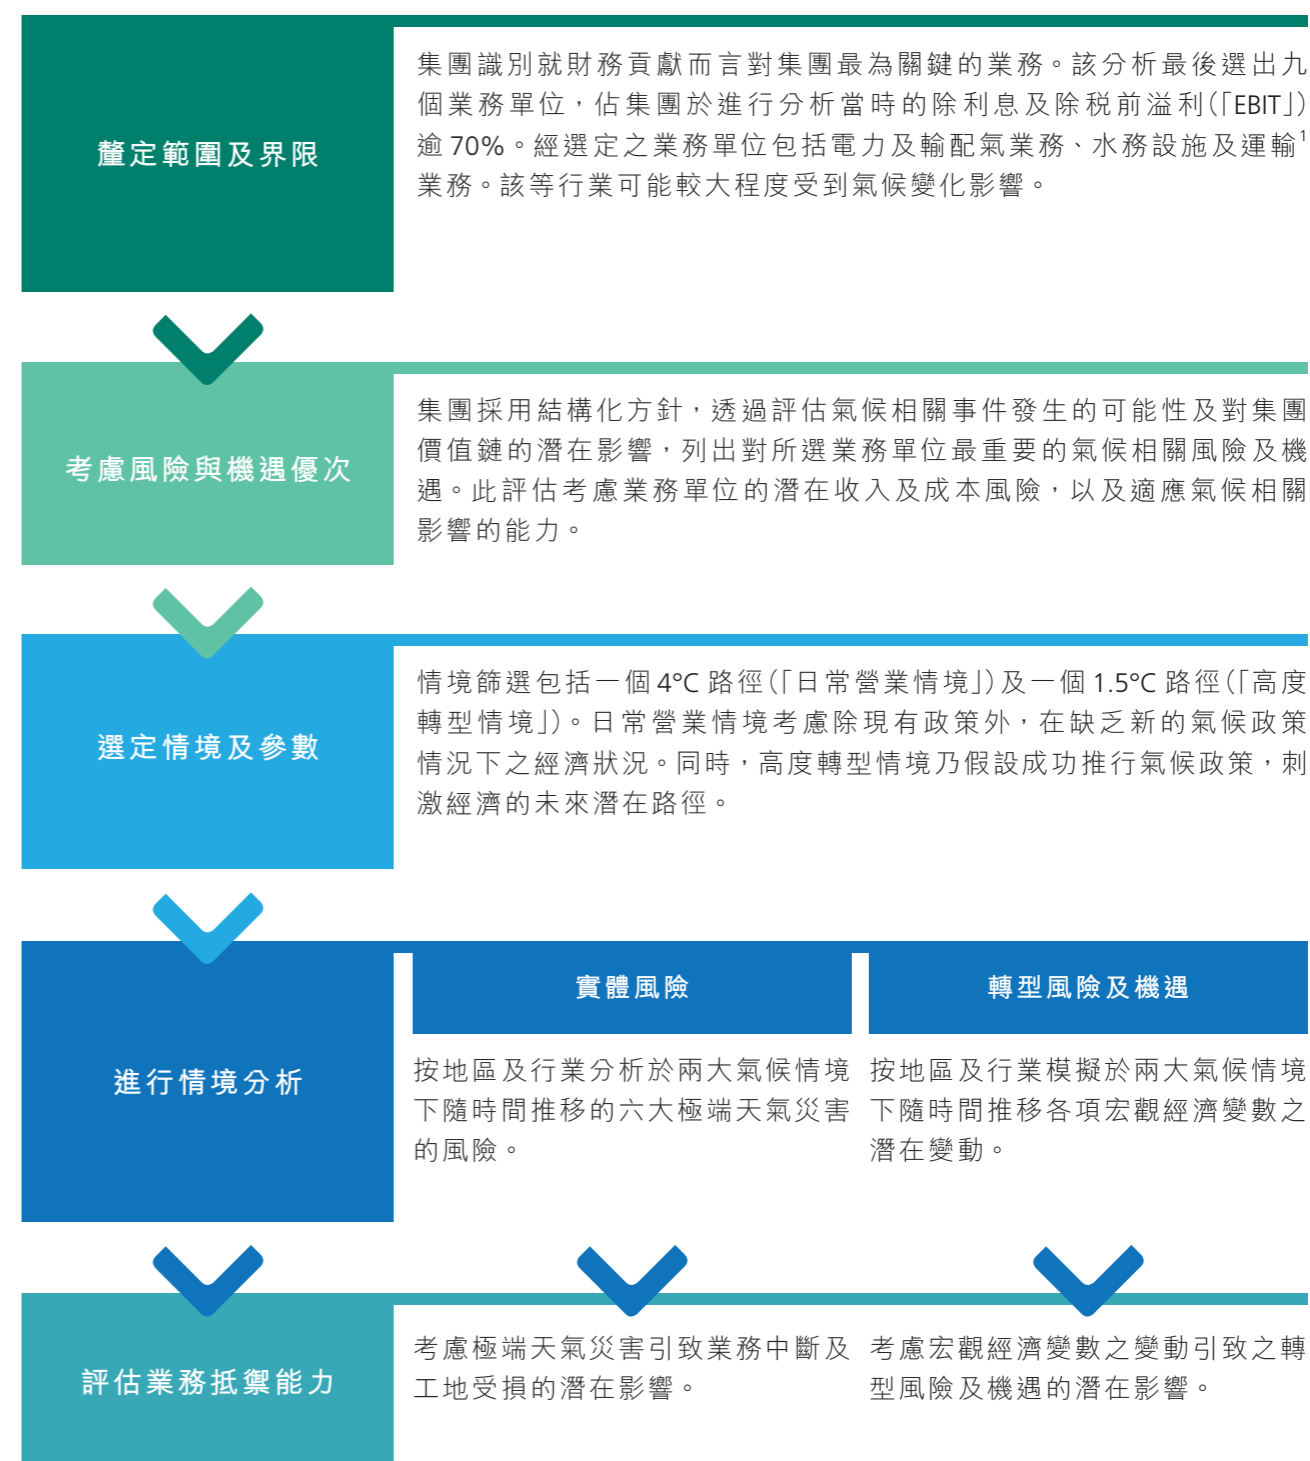 釐定範圍及界限
集團識別就財務貢獻而言對集團最為關鍵的業務。該分析最後選出九
個業務單位，佔集團於進行分析當時的除利息及除税前溢利(「EBIT」)
逾 70%。經選定之業務單位包括電力及輸配氣業務、水務設施及運輸1
業務。該等行業可能較大程度受到氣候變化影響。
考慮風險與機遇優次
集團採用結構化方針，透過評估氣候相關事件發生的可能性及對集團
價值鏈的潛在影響，列出對所選業務單位最重要的氣候相關風險及機
遇。此評估考慮業務單位的潛在收入及成本風險，以及適應氣候相關
影響的能力。
選定情境及參數
情境篩選包括一個 4°C 路徑(「日常營業情境」)及一個 1.5°C 路徑(「高度
轉型情境」)。日常營業情境考慮除現有政策外，在缺乏新的氣候政策
情況下之經濟狀況。同時，高度轉型情境乃假設成功推行氣候政策，刺
激經濟的未來潛在路徑。
進行情境分析
實體風險
按地區及行業分析於兩大氣候情境
下隨時間推移的六大極端天氣災害
的風險。
轉型風險及機遇
按地區及行業模擬於兩大氣候情境
下隨時間推移各項宏觀經濟變數之
潛在變動。
評估業務抵禦能力
考慮極端天氣災害引致業務中斷及
工地受損的潛在影響。
考慮宏觀經濟變數之變動引致之轉
型風險及機遇的潛在影響。